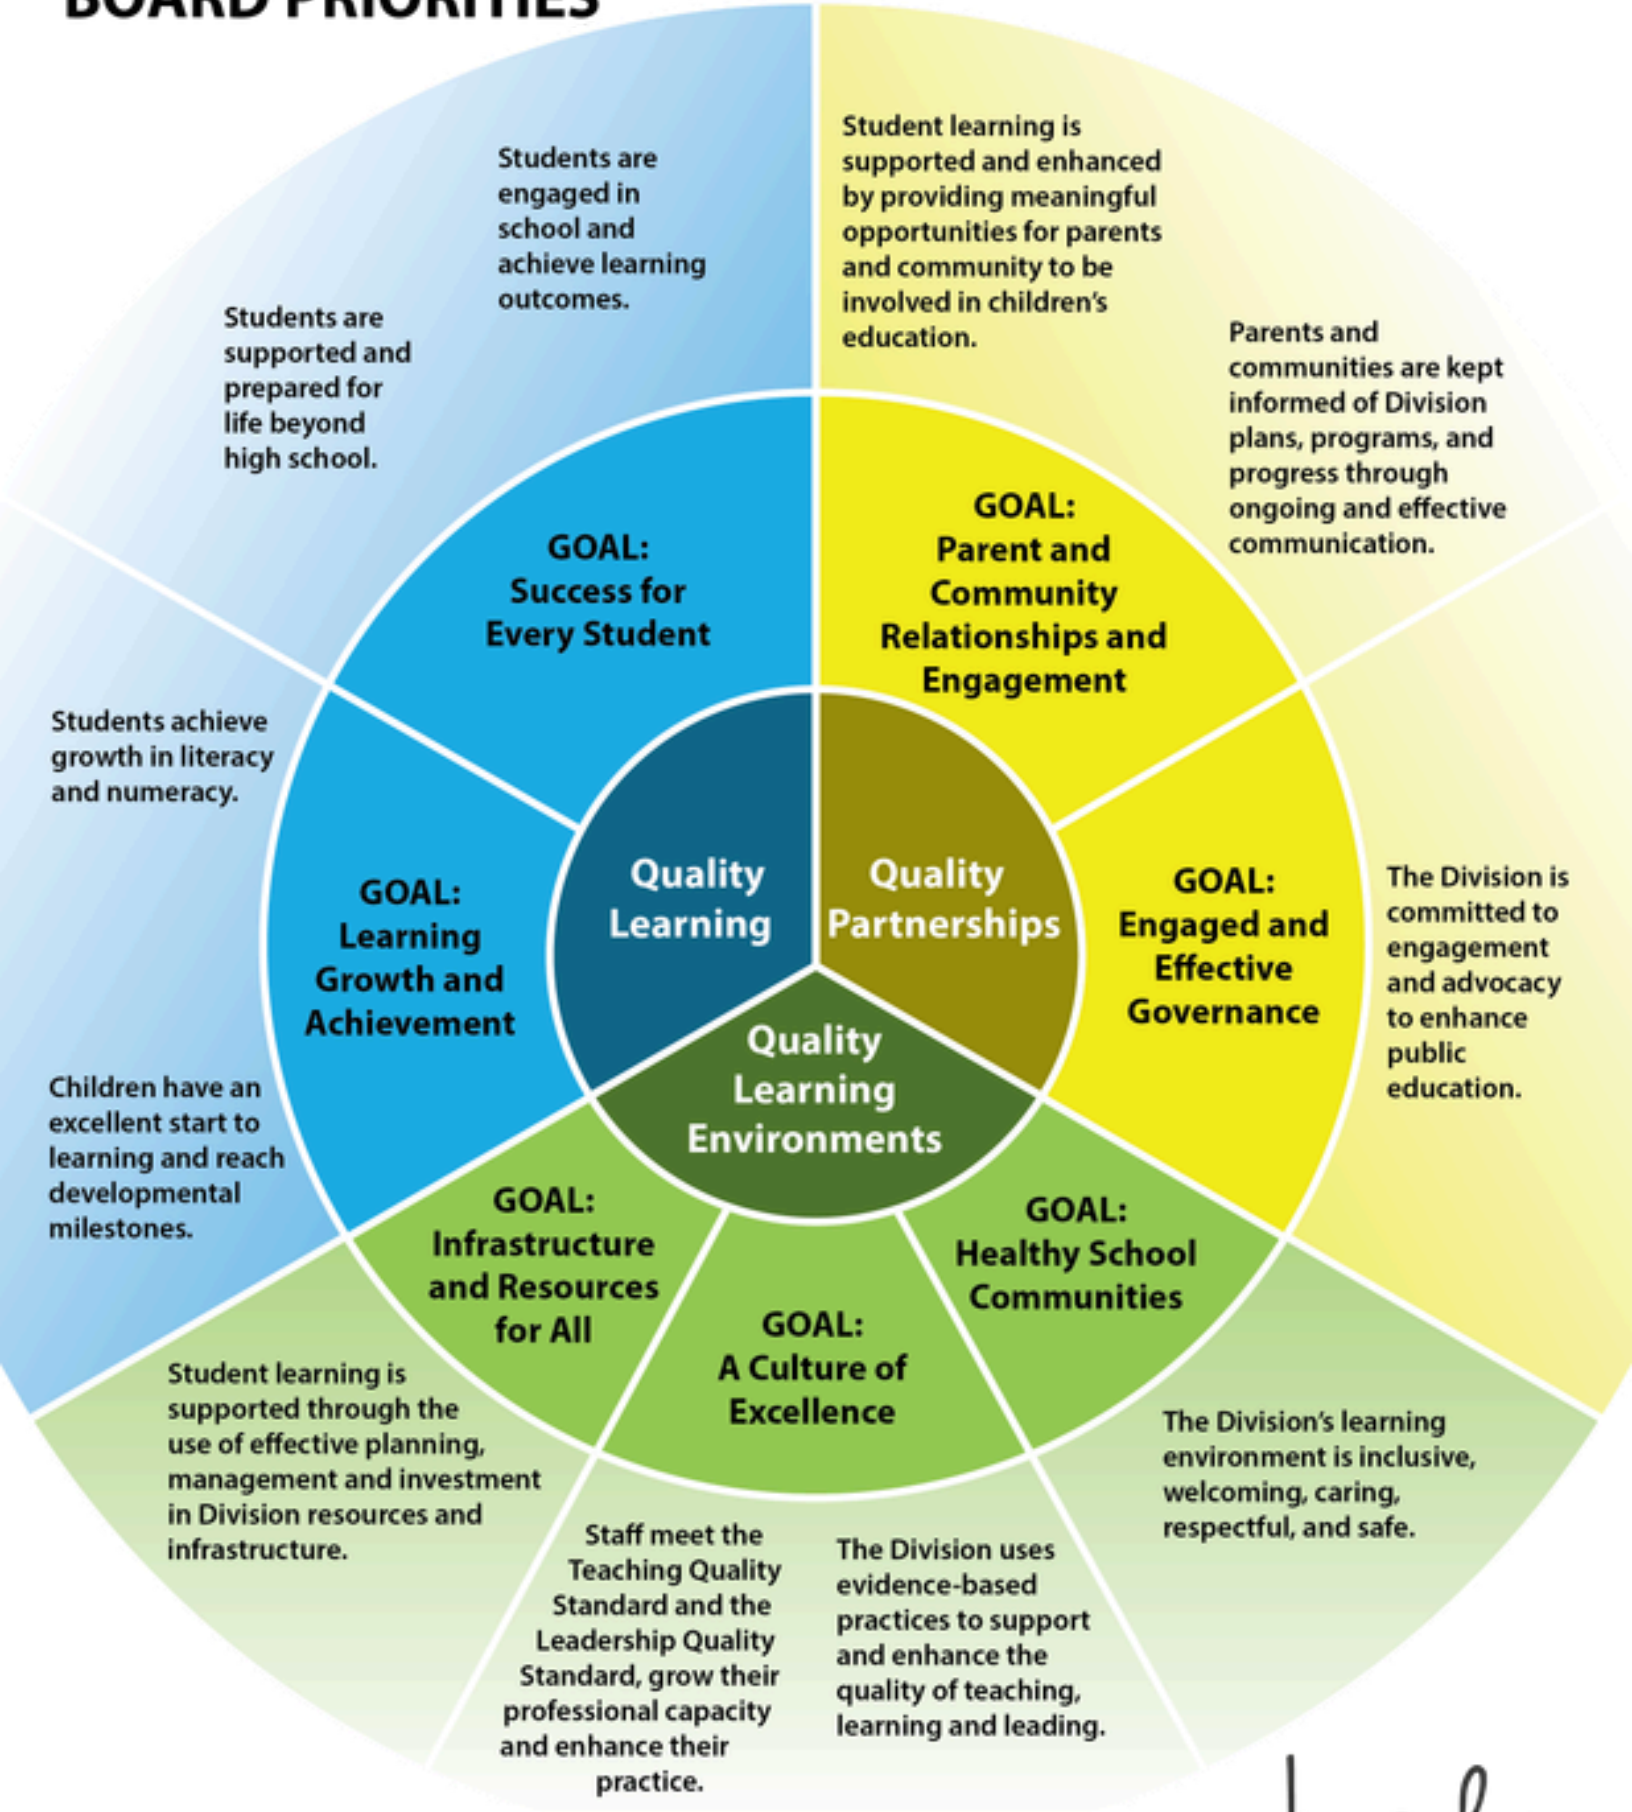 BOARD PRIORITIES
Students are
engaged in
school and
achieve learning
outcomes.
Students are
supported and
prepared for
life beyond
high school.
Student learning is
supported and enhanced
by providing meaningful
opportunities for parents
and community to be
involved in children's
education.
Parents and
communities are kept
informed of Division
plans, programs, and
progress through
ongoing and effective
communication.
GOAL:
Success for
Every Student
GOAL:
Parent and
Community
Relationships and
Engagement
Students achieve
growth in literacy
and numeracy.
Children have an
excellent start to
learning and reach
developmental
milestones.
GOAL:
Learning
Growth and
Achievement
Quality
Learning
Quality
Partnerships
Quality
Learning
Environments
GOAL:
Engaged and
Effective
Governance
The Division is
committed to
engagement
and advocacy
to enhance
public
education.
GOAL:
Infrastructure
and Resources
for All
GOAL:
A Culture of
Excellence
GOAL:
Healthy School
Communities
Student learning is
supported through the
use of effective planning,
management and investment
in Division resources and
infrastructure.
Staff meet the
Teaching Quality
Standard and the
Leadership Quality
Standard, grow their
professional capacity
and enhance their
practice.
The Division uses
evidence-based
practices to support
and enhance the
quality of teaching,
learning and leading.
The Division's learning
environment is inclusive,
welcoming, caring,
respectful, and safe.